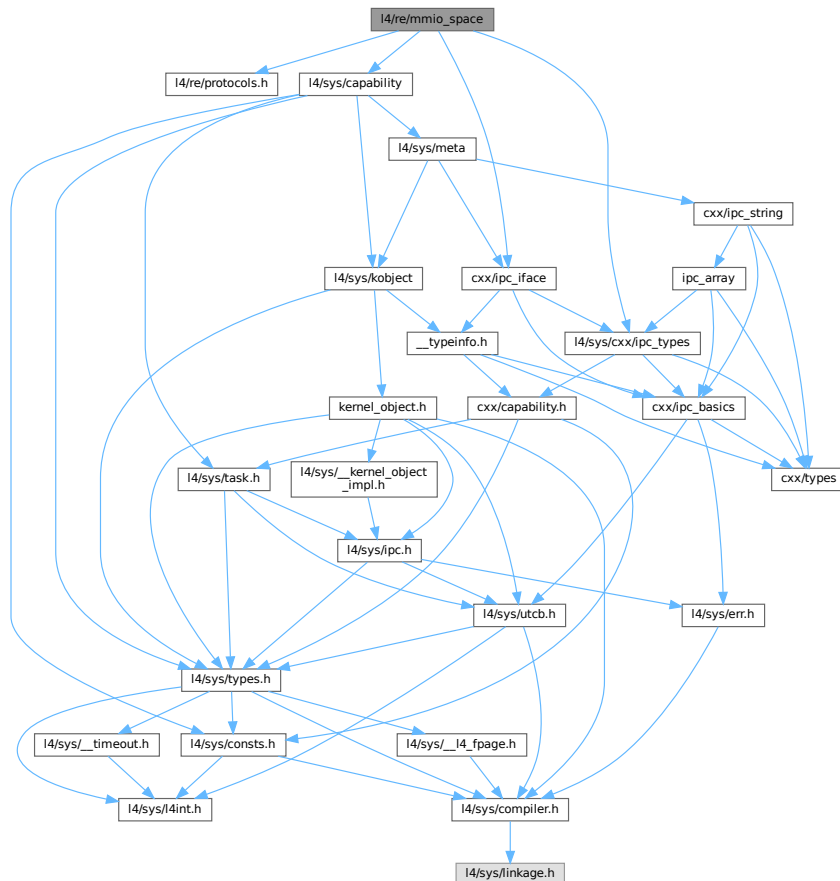 l4/re/mmio_space
l4/re/protocols.h
l4/sys/capability
l4/sys/meta
cxx/ipc_string
l4/sys/kobject
cxx/ipc_iface
ipc_array
__typeinfo.h
l4/sys/cxx/ipc_types
kernel_object.h
cxx/capability.h
cxx/ipc_basics
l4/sys/task.h
l4/sys/__kernel_object
_impl.h
cxx/types
l4/sys/ipc.h
l4/sys/utcb.h
l4/sys/err.h
l4/sys/types.h
l4/sys/__timeout.h
l4/sys/consts.h
l4/sys/__l4_fpage.h
l4/sys/l4int.h
l4/sys/compiler.h
l4/sys/linkage.h